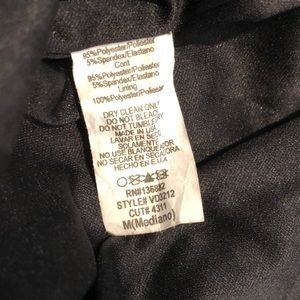 95%Polyester/Poliester
5%Spandex/Elastano
Cont
95%Polyester/Poliester
5%Spandex/Elastano
Lining
100%Polyester/Poliester
DRY CLEAN ONLY
DO NOT BLEACH
DO NOT TUMBLE DRY
MADE IN U.S.A
LAVAR EN SECO
SOLAMENTE
NO USE BLANQUEADOR
NO SECAR EN SECADORA
HECHO EN E.U.A
RN#136882
STYLE# VD3212
CUT# 4311
M(Mediano)